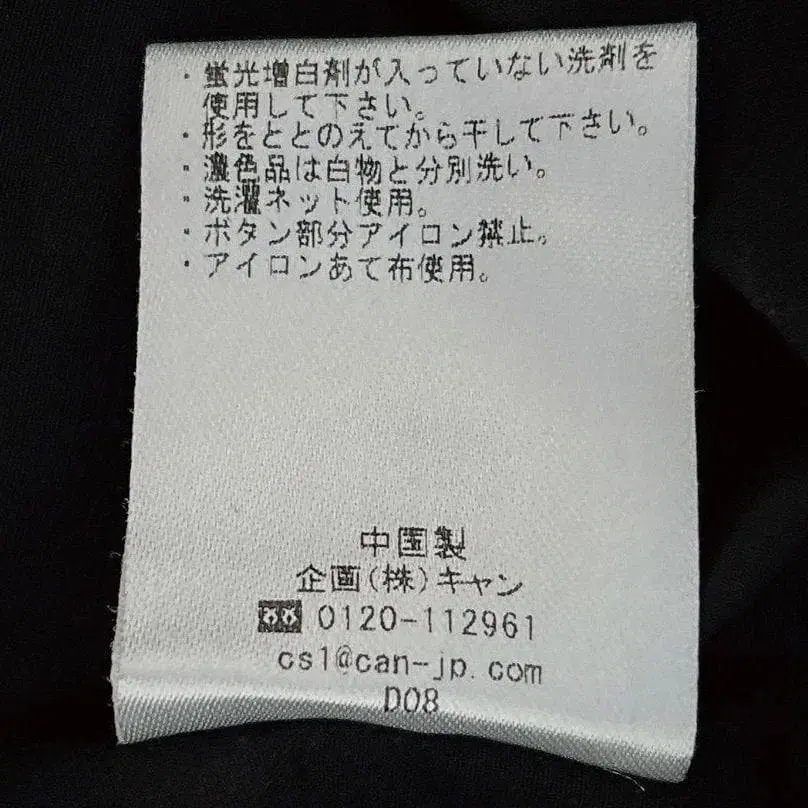 ・蛍光増白剤が入っていない洗剤を
使用して下さい。
・形をととのえてから干して下さい。
・濃色品は白物と分別洗い。
・洗濯ネット使用。
・ボタン部分アイロン禁止。
・アイロンあて布使用。
中国製
企画(株)キャン
0120-112961
cs1@can-jp.com
D08